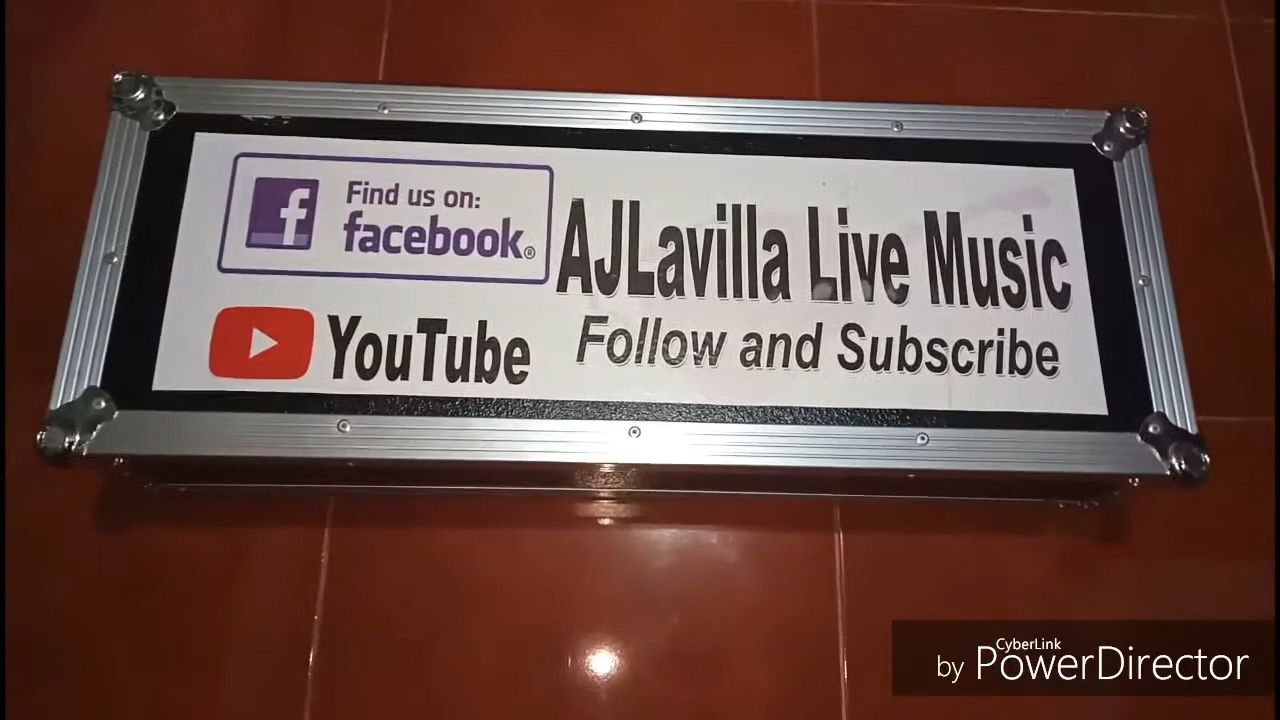 f Find us on:
facebook®
AJLavilla Live Music
YouTube
Follow and Subscribe
by CyberLink PowerDirector